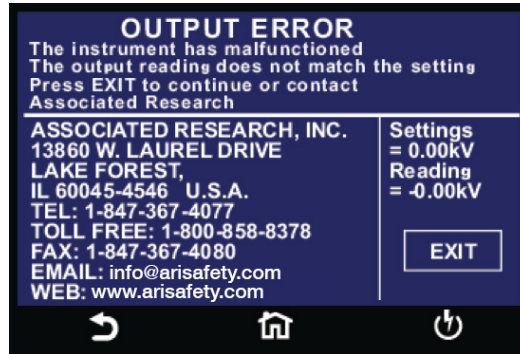 OUTPUT ERROR
The instrument has malfunctioned
The output reading does not match the setting
Press EXIT to continue or contact
Associated Research
ASSOCIATED RESEARCH, INC.
13860 W. LAUREL DRIVE
LAKE FOREST,
IL 60045-4546 U.S.A.
TEL: 1-847-367-4077
TOLL FREE: 1-800-858-8378
FAX: 1-847-367-4080
EMAIL: info@arisafety.com
WEB: www.arisafety.com
Settings
= 0.00kV
Reading
= -0.00kV
EXIT